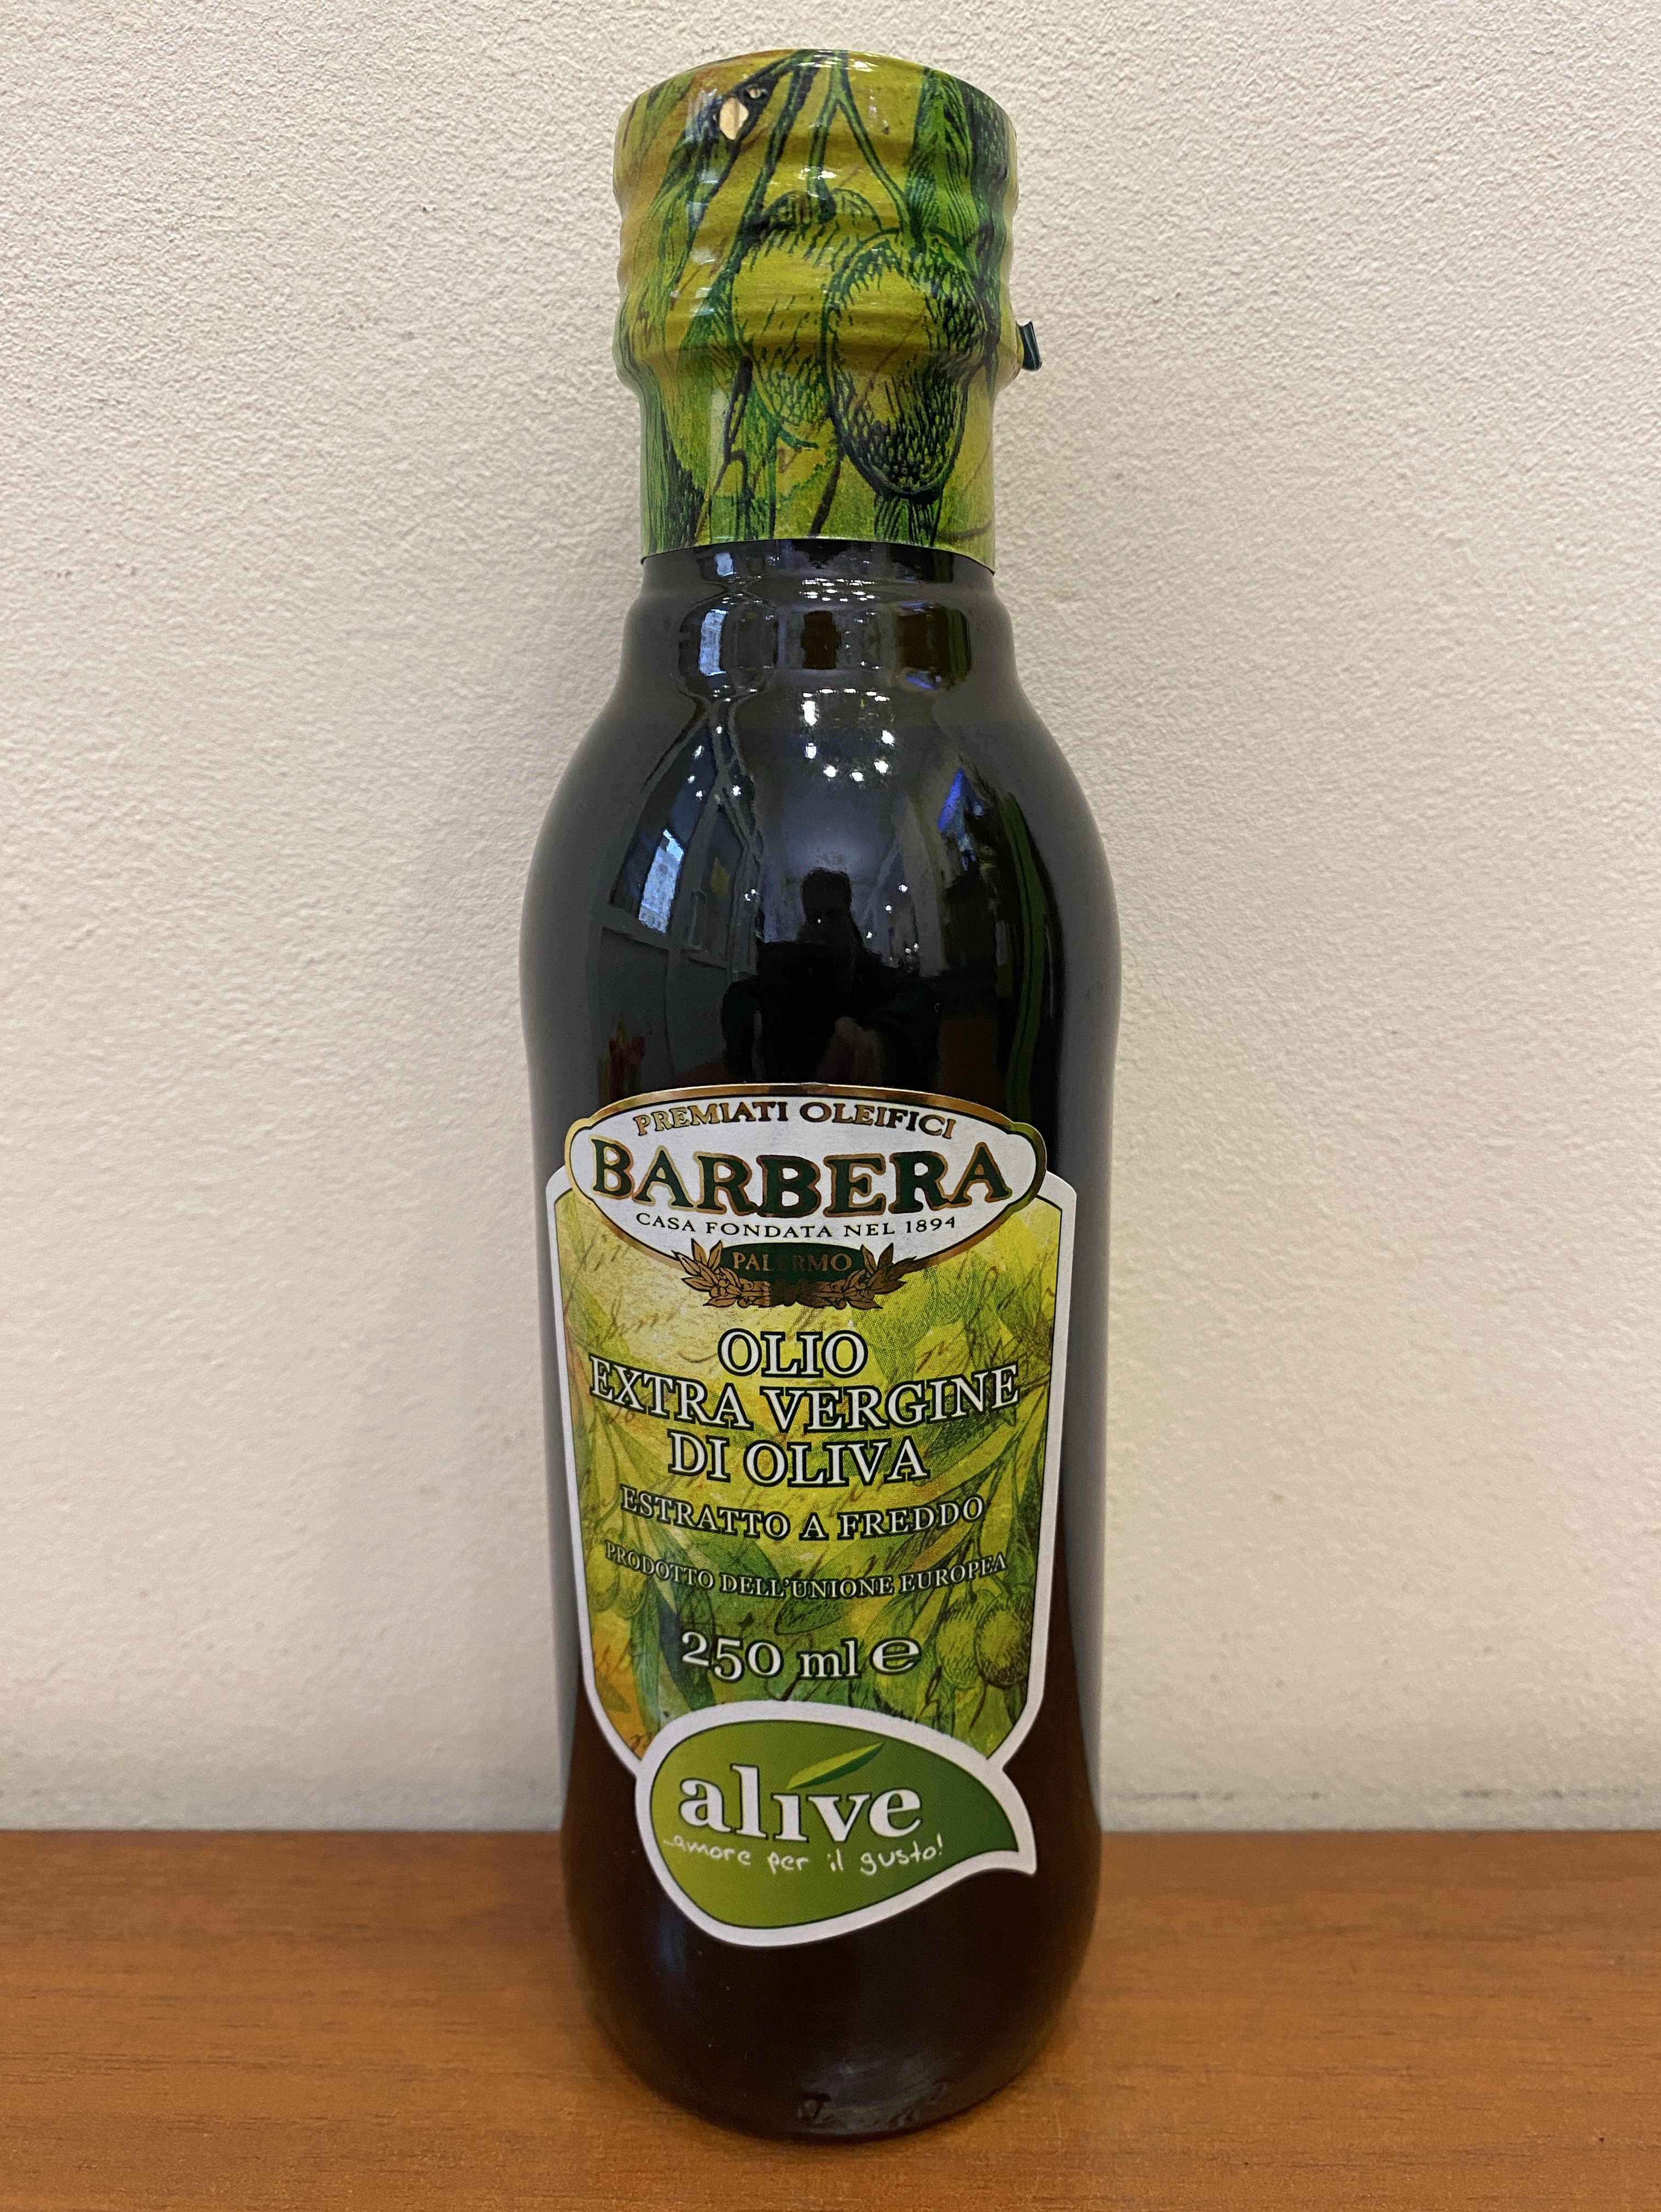 PREMIATI OLEIFICI
BARBERA
CASA FONDATA NEL 1894
PALERMO
OLIO
EXTRA VERGINE
DI OLIVA
ESTRATTO A FREDDO
PRODOTTO DELL'UNIONE EUROPEA
250 ml e
alive
...amore per il gusto!